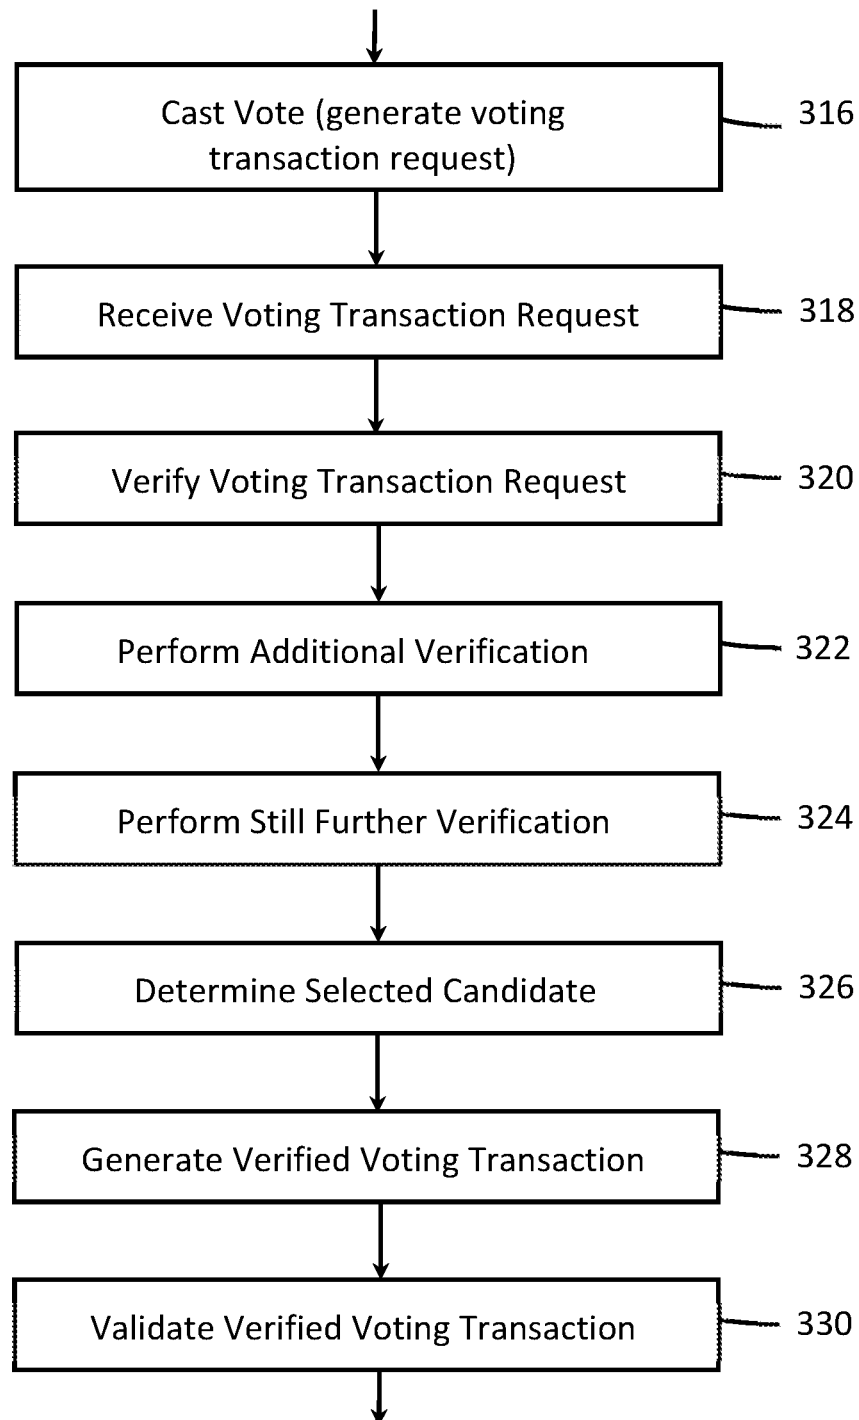 Cast Vote (generate voting
transaction request)
316
Receive Voting Transaction Request
318
Verify Voting Transaction Request
320
Perform Additional Verification
322
Perform Still Further Verification
324
Determine Selected Candidate
326
Generate Verified Voting Transaction
328
Validate Verified Voting Transaction
330